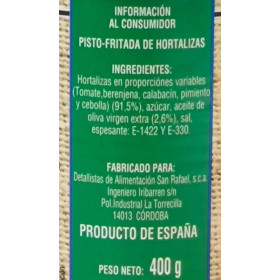 INFORMACIÓN
AL CONSUMIDOR
PISTO-FRITADA DE HORTALIZAS
INGREDIENTES:
Hortalizas en proporciónes variables
(Tomate,berenjena, calabacín, pimiento
y cebolla) (91,5%), azúcar, aceite de
oliva virgen extra (2,6%), sal,
espesante: E-1422 Y E-330.
FABRICADO PARA:
Detallistas de Alimentación San Rafael, s.c.a.
Ingeniero Iribarren s/n
Pol.Industrial La Torrecilla
14013 CÓRDOBA
PRODUCTO DE ESPAÑA
PESO NETO: 400 g